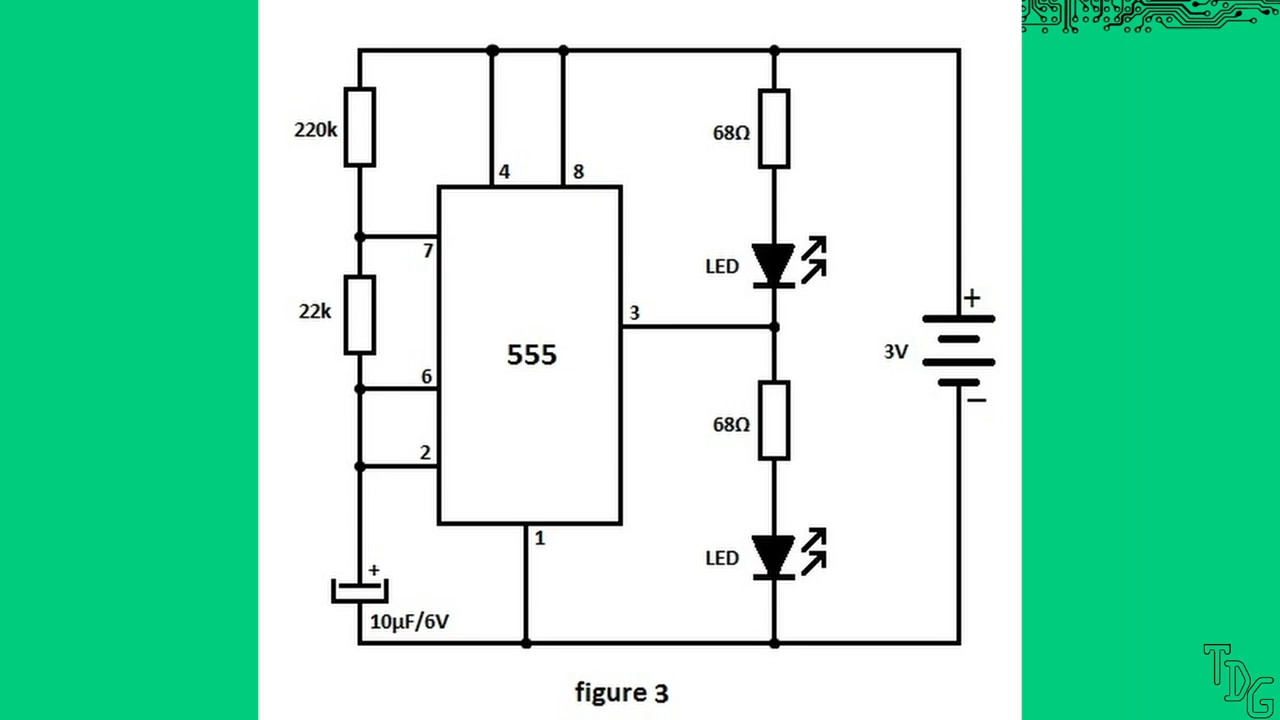 220k
68Ω
4
8
7
LED
22k
3
+
555
3V
6
−
68Ω
2
1
LED
+
10µF/6V
figure 3
TDG